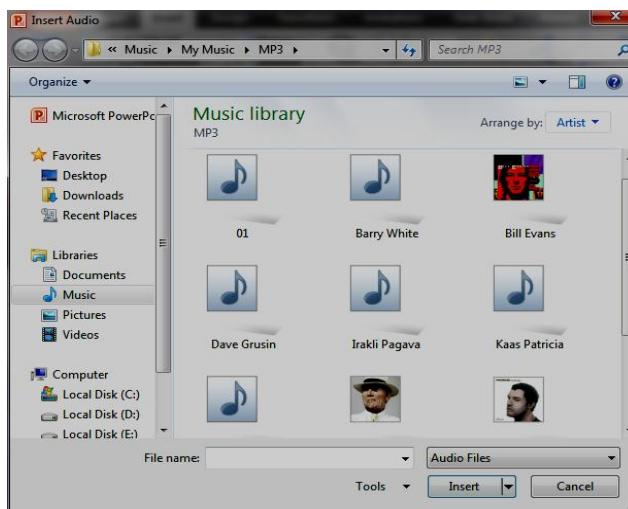 Insert Audio
« Music ▸ My Music ▸ MP3 ▸
Search MP3
Organize
Microsoft PowerPc
Favorites
Desktop
Downloads
Recent Places
Libraries
Documents
Music
Pictures
Videos
Computer
Local Disk (C:)
Local Disk (D:)
Local Disk (E:)
Music library
MP3
Arrange by: Artist
01
Barry White
Bill Evans
Dave Grusin
Irakli Pagava
Kaas Patricia
File name:
Audio Files
Tools
Insert
Cancel